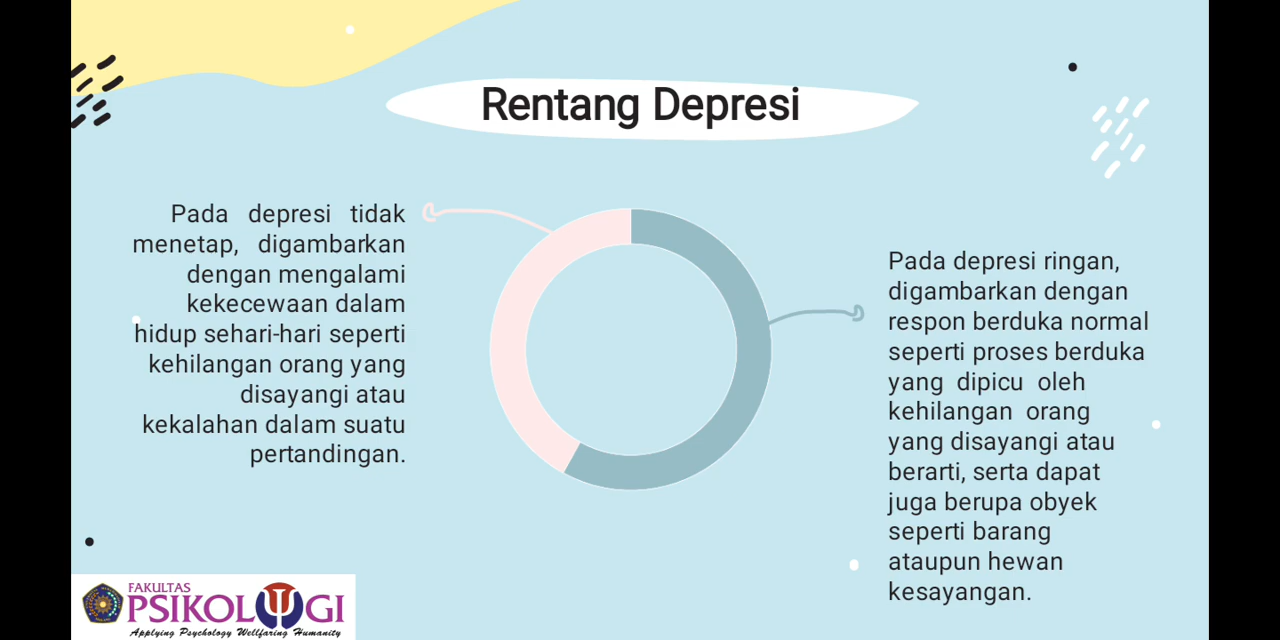 Rentang Depresi
Pada depresi tidak
menetap, digambarkan
dengan mengalami
kekecewaan dalam
hidup sehari-hari seperti
kehilangan orang yang
disayangi atau
kekalahan dalam suatu
pertandingan.
Pada depresi ringan,
digambarkan dengan
respon berduka normal
seperti proses berduka
yang dipicu oleh
kehilangan orang
yang disayangi atau
berarti, serta dapat
juga berupa obyek
seperti barang
ataupun hewan
kesayangan.
FAKULTAS
PSIKOLOGI
Applying Psychology Wellfaring Humanity